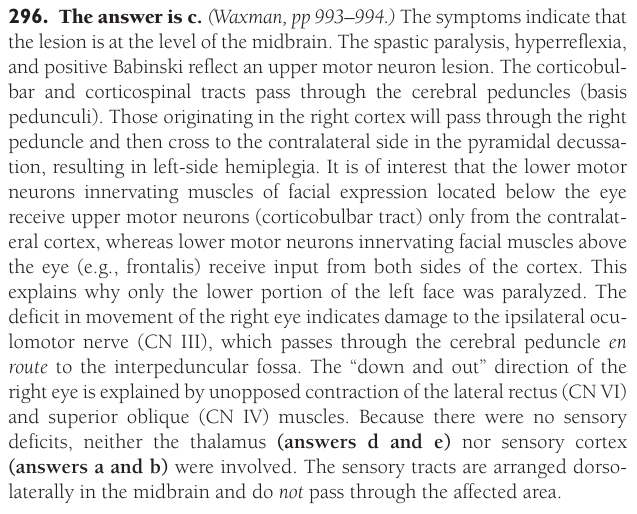 296. The answer is c. (Waxman, pp 993–994.) The symptoms indicate that
the lesion is at the level of the midbrain. The spastic paralysis, hyperreflexia,
and positive Babinski reflect an upper motor neuron lesion. The corticobul-
bar and corticospinal tracts pass through the cerebral peduncles (basis
pedunculi). Those originating in the right cortex will pass through the right
peduncle and then cross to the contralateral side in the pyramidal decussa-
tion, resulting in left-side hemiplegia. It is of interest that the lower motor
neurons innervating muscles of facial expression located below the eye
receive upper motor neurons (corticobulbar tract) only from the contralat-
eral cortex, whereas lower motor neurons innervating facial muscles above
the eye (e.g., frontalis) receive input from both sides of the cortex. This
explains why only the lower portion of the left face was paralyzed. The
deficit in movement of the right eye indicates damage to the ipsilateral ocu-
lomotor nerve (CN III), which passes through the cerebral peduncle en
route to the interpeduncular fossa. The “down and out” direction of the
right eye is explained by unopposed contraction of the lateral rectus (CN VI)
and superior oblique (CN IV) muscles. Because there were no sensory
deficits, neither the thalamus (answers d and e) nor sensory cortex
(answers a and b) were involved. The sensory tracts are arranged dorso-
laterally in the midbrain and do not pass through the affected area.